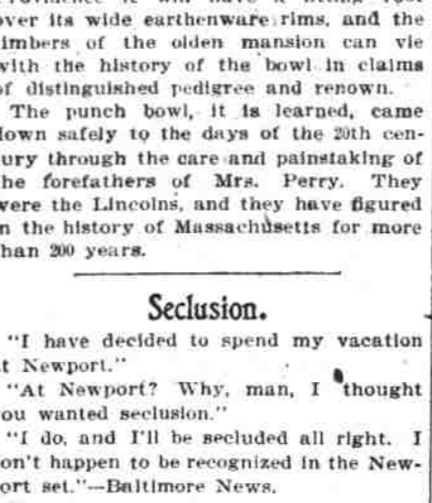 over its wide earthenware rims, and the
imbers of the olden mansion can vie
with the history of the bowl in claims
of distinguished pedigree and renown.
The punch bowl, it is learned, came
down safely to the days of the 20th cen-
ury through the care and painstaking of
he forefathers of Mrs. Perry. They
were the Lincolns, and they have figured
n the history of Massachusetts for more
han 200 years.
Seclusion.
"I have decided to spend my vacation
t Newport."
"At Newport? Why, man, I thought
ou wanted seclusion."
"I do, and I'll be secluded all right. I
on't happen to be recognized in the New-
ort set."—Baltimore News.